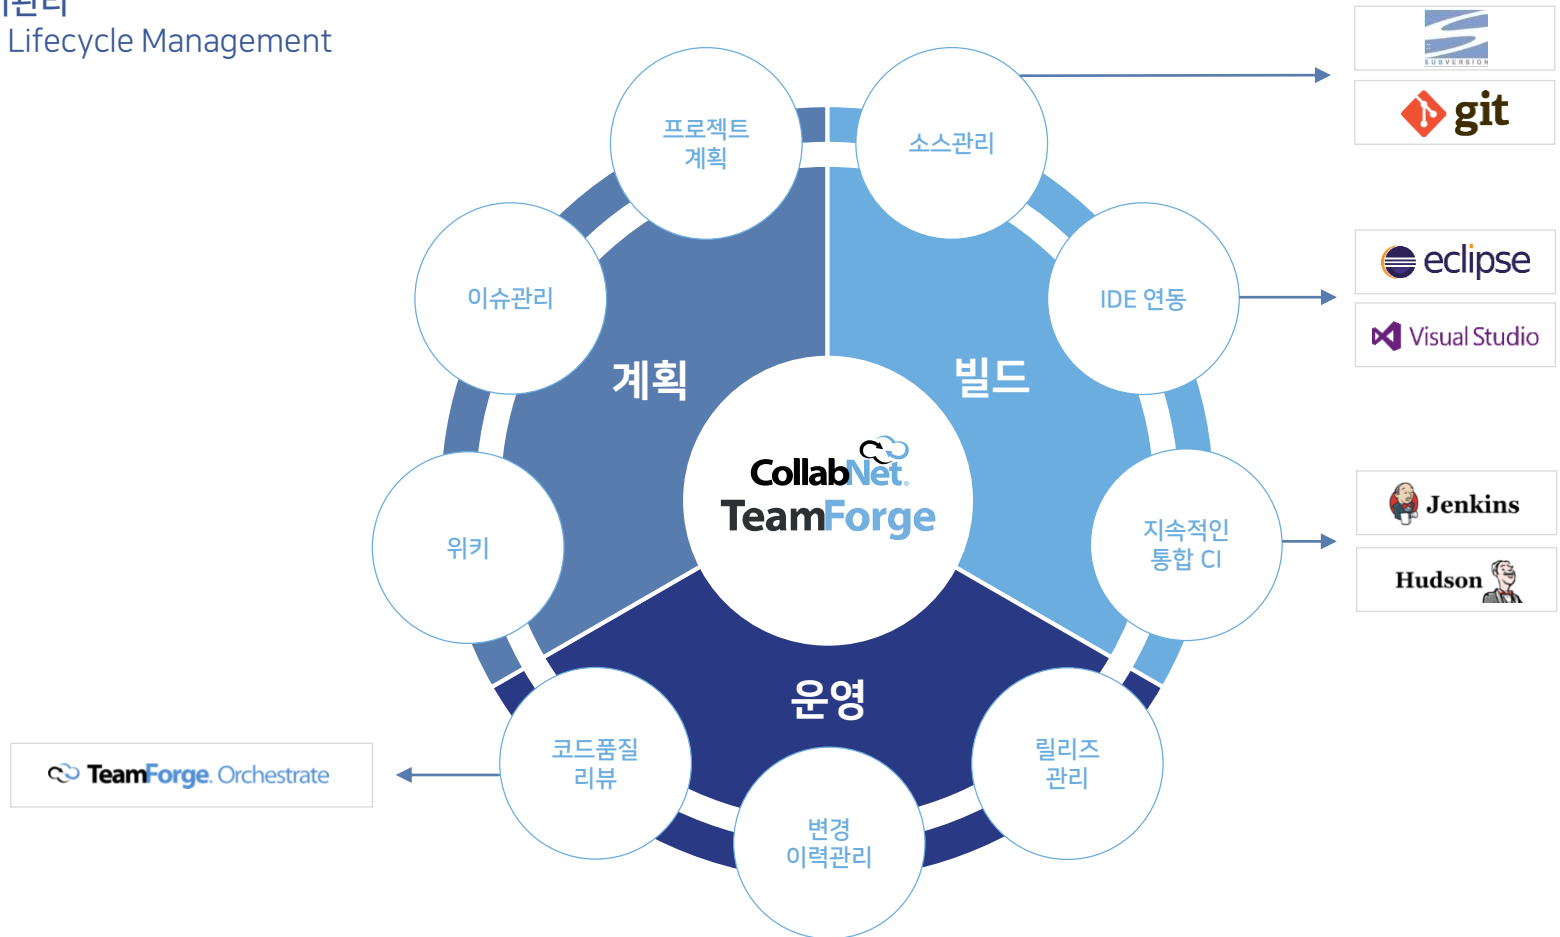 관리
Lifecycle Management
SUBVERSION
git
프로젝트
계획
소스관리
eclipse
이슈관리
IDE 연동
Visual Studio
계획
빌드
CollabNet®
TeamForge
Jenkins
위키
지속적인
통합 CI
Hudson
운영
코드품질
리뷰
릴리즈
관리
TeamForge. Orchestrate
변경
이력관리